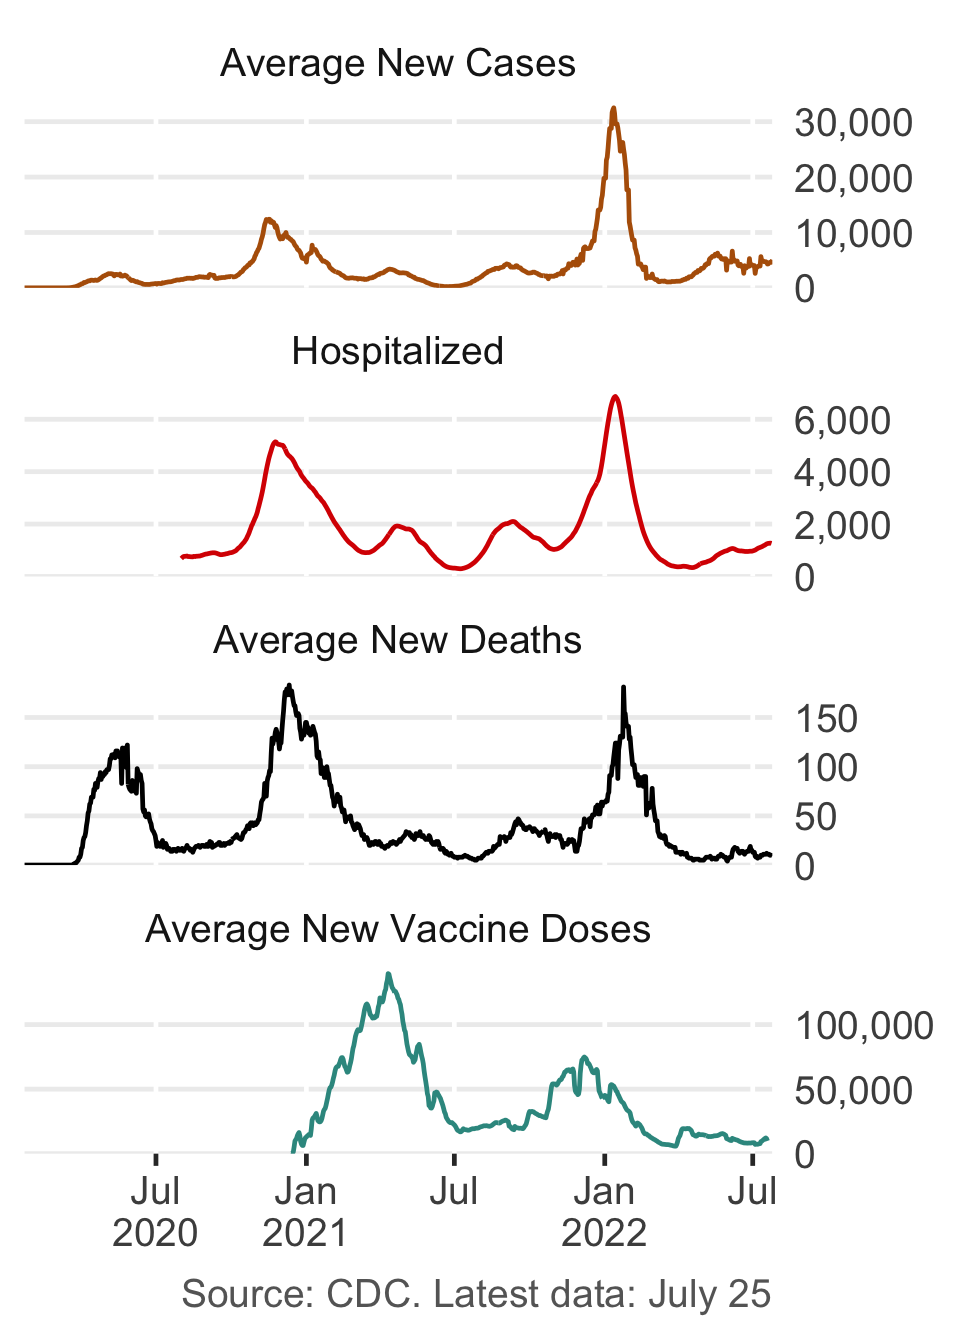 Average New Cases
30,000
20,000
10,000
0
Hospitalized
6,000
4,000
2,000
0
Average New Deaths
150
100
50
0
Average New Vaccine Doses
100,000
50,000
0
Jul Jan Jul Jan Jul
2020 2021 2022
Source: CDC. Latest data: July 25